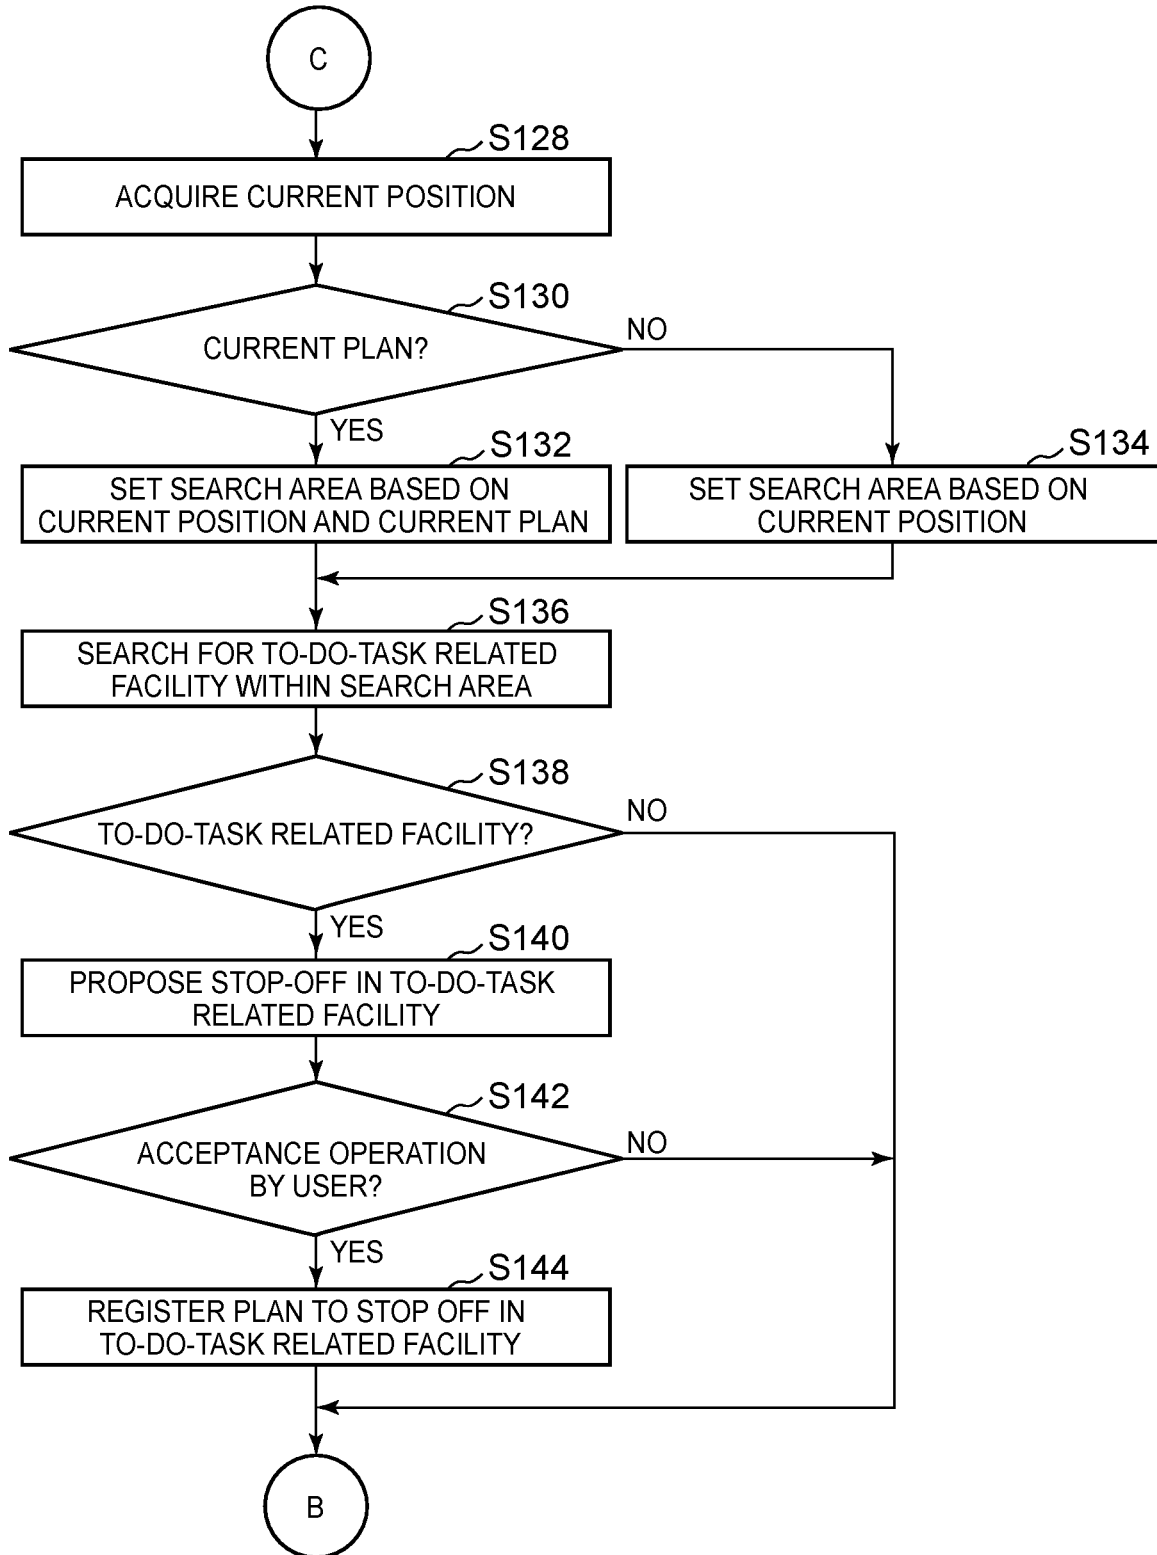 C
S128
ACQUIRE CURRENT POSITION
S130
CURRENT PLAN?
NO
YES
S132
SET SEARCH AREA BASED ON
CURRENT POSITION AND CURRENT PLAN
S134
SET SEARCH AREA BASED ON
CURRENT POSITION
S136
SEARCH FOR TO-DO-TASK RELATED
FACILITY WITHIN SEARCH AREA
S138
TO-DO-TASK RELATED FACILITY?
NO
YES
S140
PROPOSE STOP-OFF IN TO-DO-TASK
RELATED FACILITY
S142
ACCEPTANCE OPERATION
BY USER?
NO
YES
S144
REGISTER PLAN TO STOP OFF IN
TO-DO-TASK RELATED FACILITY
B